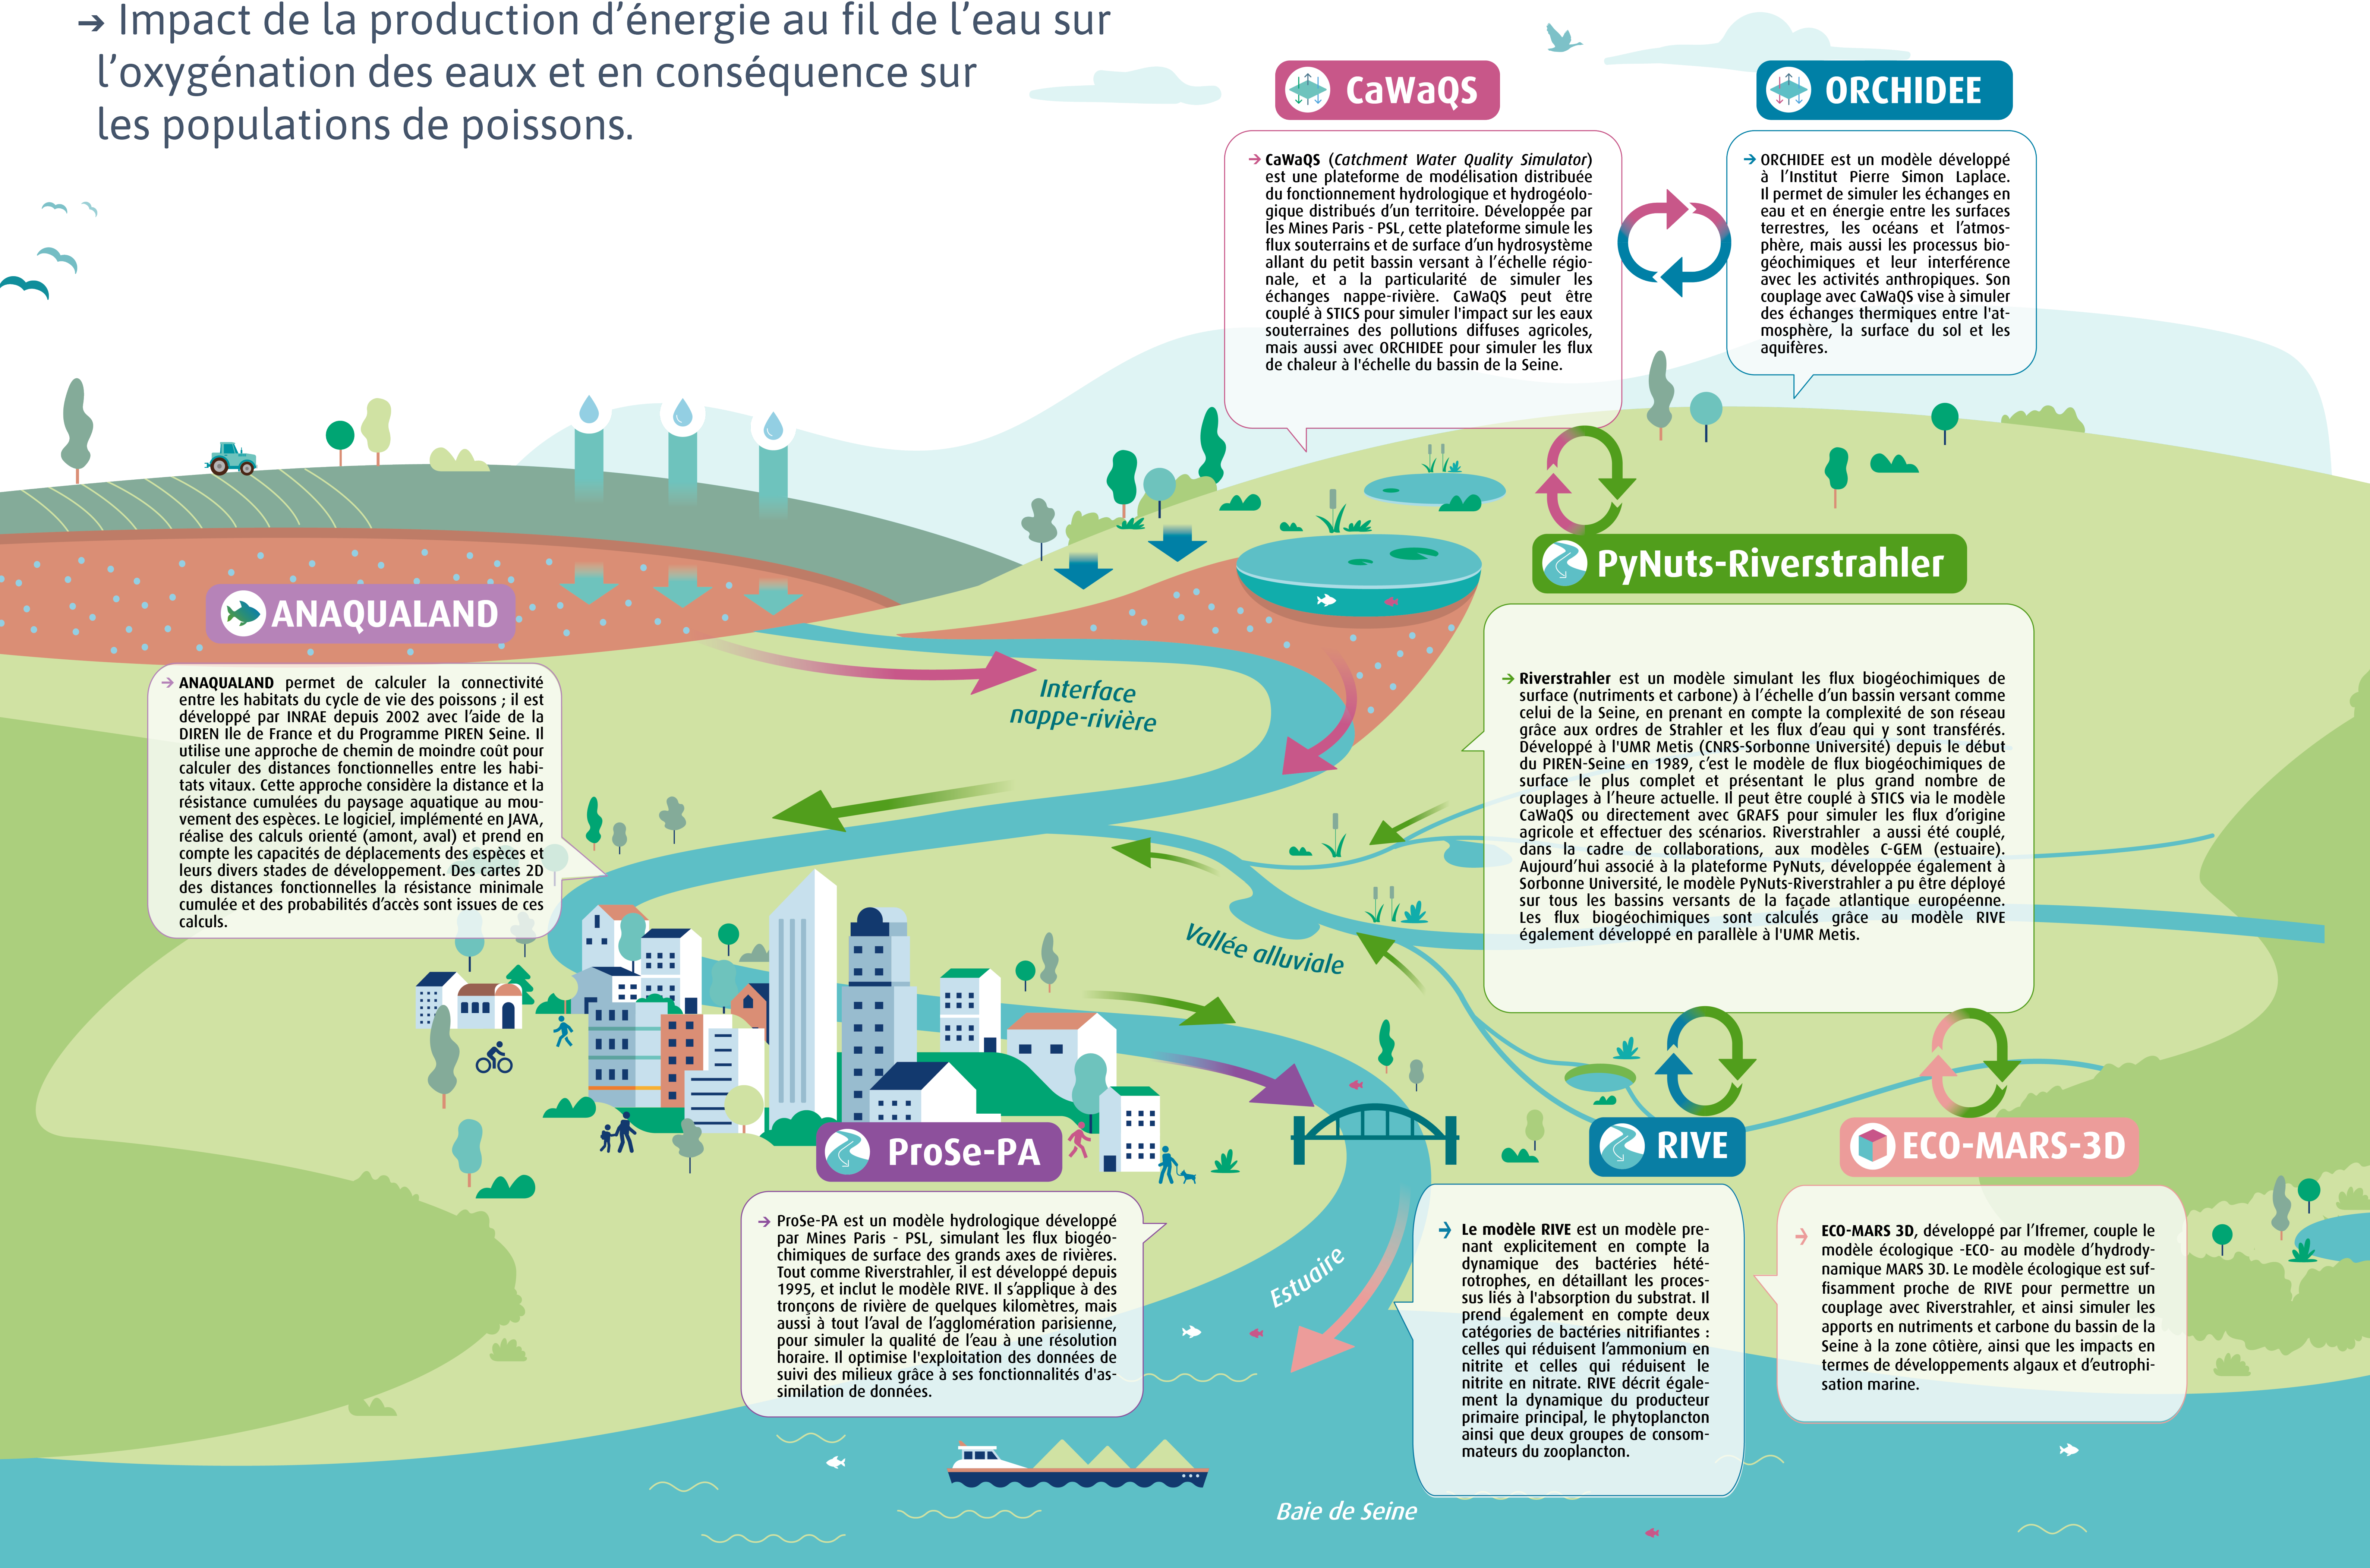 ➔ Impact de la production d’énergie au fil de l’eau sur
l’oxygénation des eaux et en conséquence sur
les populations de poissons.
CaWaQS
→ CaWaQS (Catchment Water Quality Simulator)
est une plateforme de modélisation distribuée
du fonctionnement hydrologique et hydrogéolo-
gique distribués d’un territoire. Développée par
les Mines Paris - PSL, cette plateforme simule les
flux souterrains et de surface d’un hydrosystème
allant du petit bassin versant à l’échelle régio-
nale, et a la particularité de simuler les
échanges nappe-rivière. CaWaQS peut être
couplé à STICS pour simuler l'impact sur les eaux
souterraines des pollutions diffuses agricoles,
mais aussi avec ORCHIDEE pour simuler les flux
de chaleur à l'échelle du bassin de la Seine.
ORCHIDEE
→ ORCHIDEE est un modèle développé
à l’Institut Pierre Simon Laplace.
Il permet de simuler les échanges en
eau et en énergie entre les surfaces
terrestres, les océans et l’atmos-
phère, mais aussi les processus bio-
géochimiques et leur interférence
avec les activités anthropiques. Son
couplage avec CaWaQS vise à simuler
des échanges thermiques entre l'at-
mosphère, la surface du sol et les
aquifères.
ANAQUALAND
→ ANAQUALAND permet de calculer la connectivité
entre les habitats du cycle de vie des poissons ; il est
développé par INRAE depuis 2002 avec l’aide de la
DIREN Ile de France et du Programme PIREN Seine. Il
utilise une approche de chemin de moindre coût pour
calculer des distances fonctionnelles entre les habi-
tats vitaux. Cette approche considère la distance et la
résistance cumulées du paysage aquatique au mou-
vement des espèces. Le logiciel, implémenté en JAVA,
réalise des calculs orienté (amont, aval) et prend en
compte les capacités de déplacements des espèces et
leurs divers stades de développement. Des cartes 2D
des distances fonctionnelles la résistance minimale
cumulée et des probabilités d’accès sont issues de ces
calculs.
Interface
nappe-rivière
PyNuts-Riverstrahler
→ Riverstrahler est un modèle simulant les flux biogéochimiques de
surface (nutriments et carbone) à l’échelle d’un bassin versant comme
celui de la Seine, en prenant en compte la complexité de son réseau
grâce aux ordres de Strahler et les flux d’eau qui y sont transférés.
Développé à l'UMR Metis (CNRS-Sorbonne Université) depuis le début
du PIREN-Seine en 1989, c’est le modèle de flux biogéochimiques de
surface le plus complet et présentant le plus grand nombre de
couplages à l’heure actuelle. Il peut être couplé à STICS via le modèle
CaWaQS ou directement avec GRAFS pour simuler les flux d’origine
agricole et effectuer des scénarios. Riverstrahler a aussi été couplé,
dans la cadre de collaborations, aux modèles C-GEM (estuaire).
Aujourd’hui associé à la plateforme PyNuts, développée également à
Sorbonne Université, le modèle PyNuts-Riverstrahler a pu être déployé
sur tous les bassins versants de la façade atlantique européenne.
Les flux biogéochimiques sont calculés grâce au modèle RIVE
également développé en parallèle à l'UMR Metis.
Vallée alluviale
ProSe-PA
→ ProSe-PA est un modèle hydrologique développé
par Mines Paris - PSL, simulant les flux biogéo-
chimiques de surface des grands axes de rivières.
Tout comme Riverstrahler, il est développé depuis
1995, et inclut le modèle RIVE. Il s’applique à des
tronçons de rivière de quelques kilomètres, mais
aussi à tout l’aval de l’agglomération parisienne,
pour simuler la qualité de l’eau à une résolution
horaire. Il optimise l'exploitation des données de
suivi des milieux grâce à ses fonctionnalités d'as-
similation de données.
Estuaire
RIVE
→ Le modèle RIVE est un modèle pre-
nant explicitement en compte la
dynamique des bactéries hété-
rotrophes, en détaillant les proces-
sus liés à l'absorption du substrat. Il
prend également en compte deux
catégories de bactéries nitrifiantes :
celles qui réduisent l’ammonium en
nitrite et celles qui réduisent le
nitrite en nitrate. RIVE décrit égale-
ment la dynamique du producteur
primaire principal, le phytoplancton
ainsi que deux groupes de consom-
mateurs du zooplancton.
ECO-MARS-3D
→ ECO-MARS 3D, développé par l’Ifremer, couple le
modèle écologique -ECO- au modèle d’hydrody-
namique MARS 3D. Le modèle écologique est suf-
fisamment proche de RIVE pour permettre un
couplage avec Riverstrahler, et ainsi simuler les
apports en nutriments et carbone du bassin de la
Seine à la zone côtière, ainsi que les impacts en
termes de développements algaux et d’eutrophi-
sation marine.
Baie de Seine